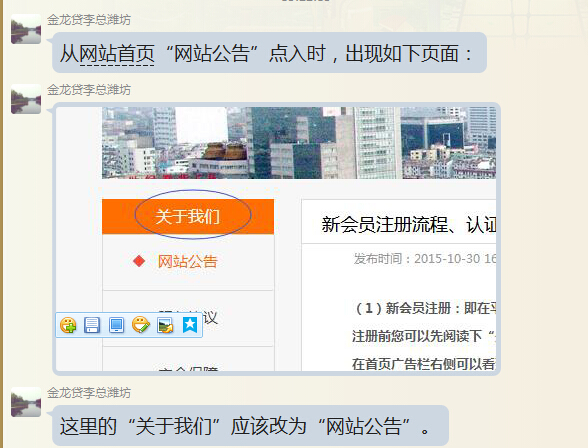 金龙贷李总潍坊
从网站首页“网站公告”点入时，出现如下页面：
金龙贷李总潍坊
关于我们
网站公告
安全保障
新会员注册流程、认证
发布时间：2015-10-30 16
（1）新会员注册：即在平
注册前您可以先阅读下“
在首页广告栏右侧可以看
金龙贷李总潍坊
这里的“关于我们”应该改为“网站公告”。